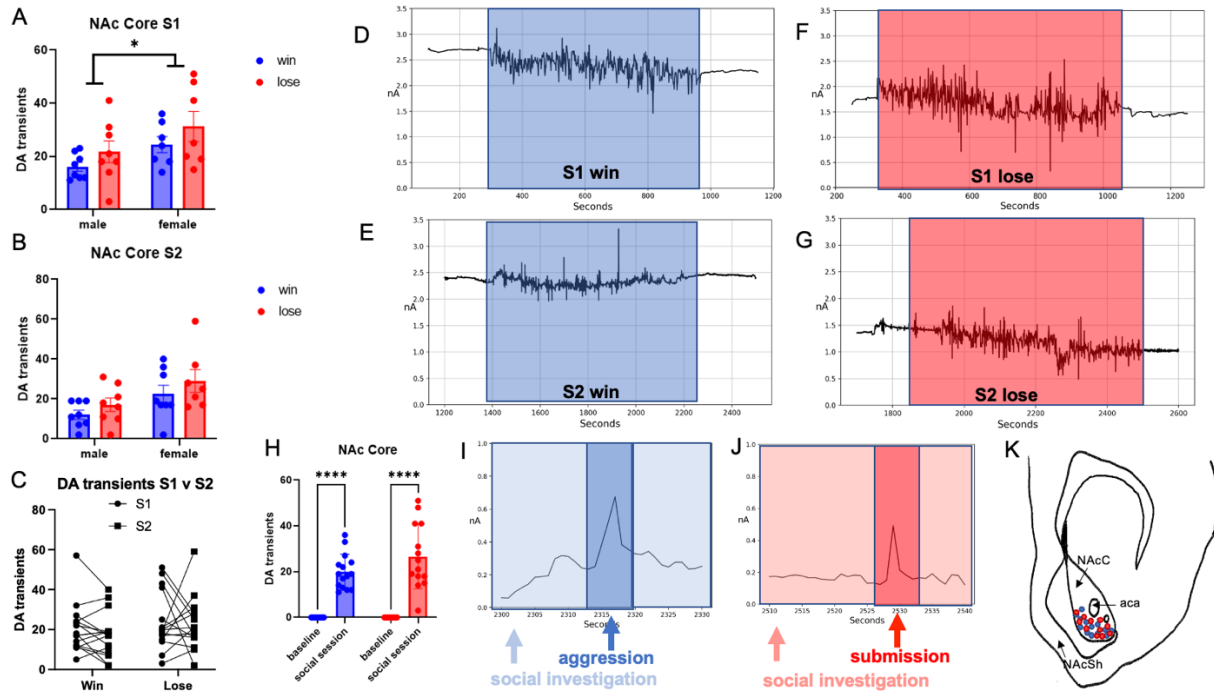 A
NAc Core S1
DA transients
60
40
20
0
*
male
female
win
lose
B
NAc Core S2
DA transients
80
60
40
20
0
male
female
win
lose
C
DA transients S1 v S2
S1
S2
DA transients
80
60
40
20
0
Win
Lose
D
3.5
3.0
2.5
nA
2.0
1.5
1.0
0.5
0.0
S1 win
200
400
600
800
1000
1200
Seconds
E
3.5
3.0
2.5
nA
2.0
1.5
1.0
0.5
0.0
S2 win
1200
1400
1600
1800
2000
2200
2400
Seconds
F
3.5
3.0
2.5
nA
2.0
1.5
1.0
0.5
0.0
S1 lose
200
400
600
800
1000
1200
Seconds
G
3.5
3.0
2.5
nA
2.0
1.5
1.0
0.5
0.0
S2 lose
1800
2000
2200
2400
2600
Seconds
H
NAc Core
DA transients
60
40
20
0
****
****
baseline
social session
baseline
social session
I
1.0
0.8
nA
0.6
0.4
0.2
0.0
2300
2305
2310
2315
2320
2325
2330
Seconds
aggression
social investigation
J
1.0
0.8
nA
0.6
0.4
0.2
0.0
2510
2515
2520
2525
2530
2535
2540
Seconds
submission
social investigation
K
NAcC
aca
NAcSh